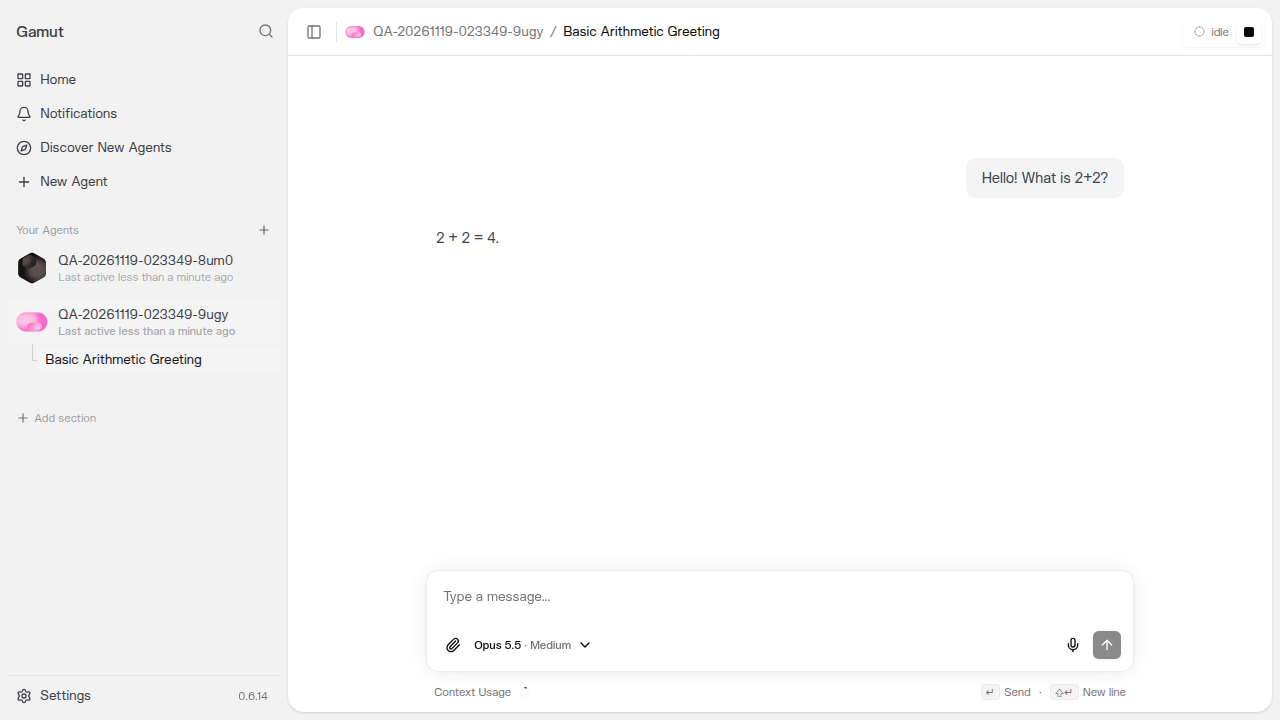 Gamut
Home
Notifications
Discover New Agents
New Agent
Your Agents
QA-20261119-023349-8um0
Last active less than a minute ago
QA-20261119-023349-9ugy
Last active less than a minute ago
Basic Arithmetic Greeting
Add section
Settings
0.6.14
QA-20261119-023349-9ugy / Basic Arithmetic Greeting
idle
Hello! What is 2+2?
2 + 2 = 4.
Type a message...
Opus 5.5 · Medium
Context Usage
Send · New line